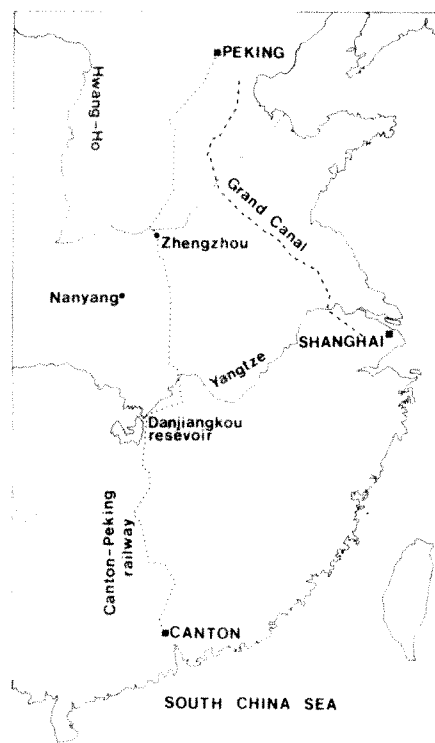 PEKING
Hwang-Ho
Grand Canal
Zhengzhou
Nanyang
SHANGHAI
Yangtze
Danjiangkou
resevoir
Canton-Peking
railway
CANTON
SOUTH CHINA SEA